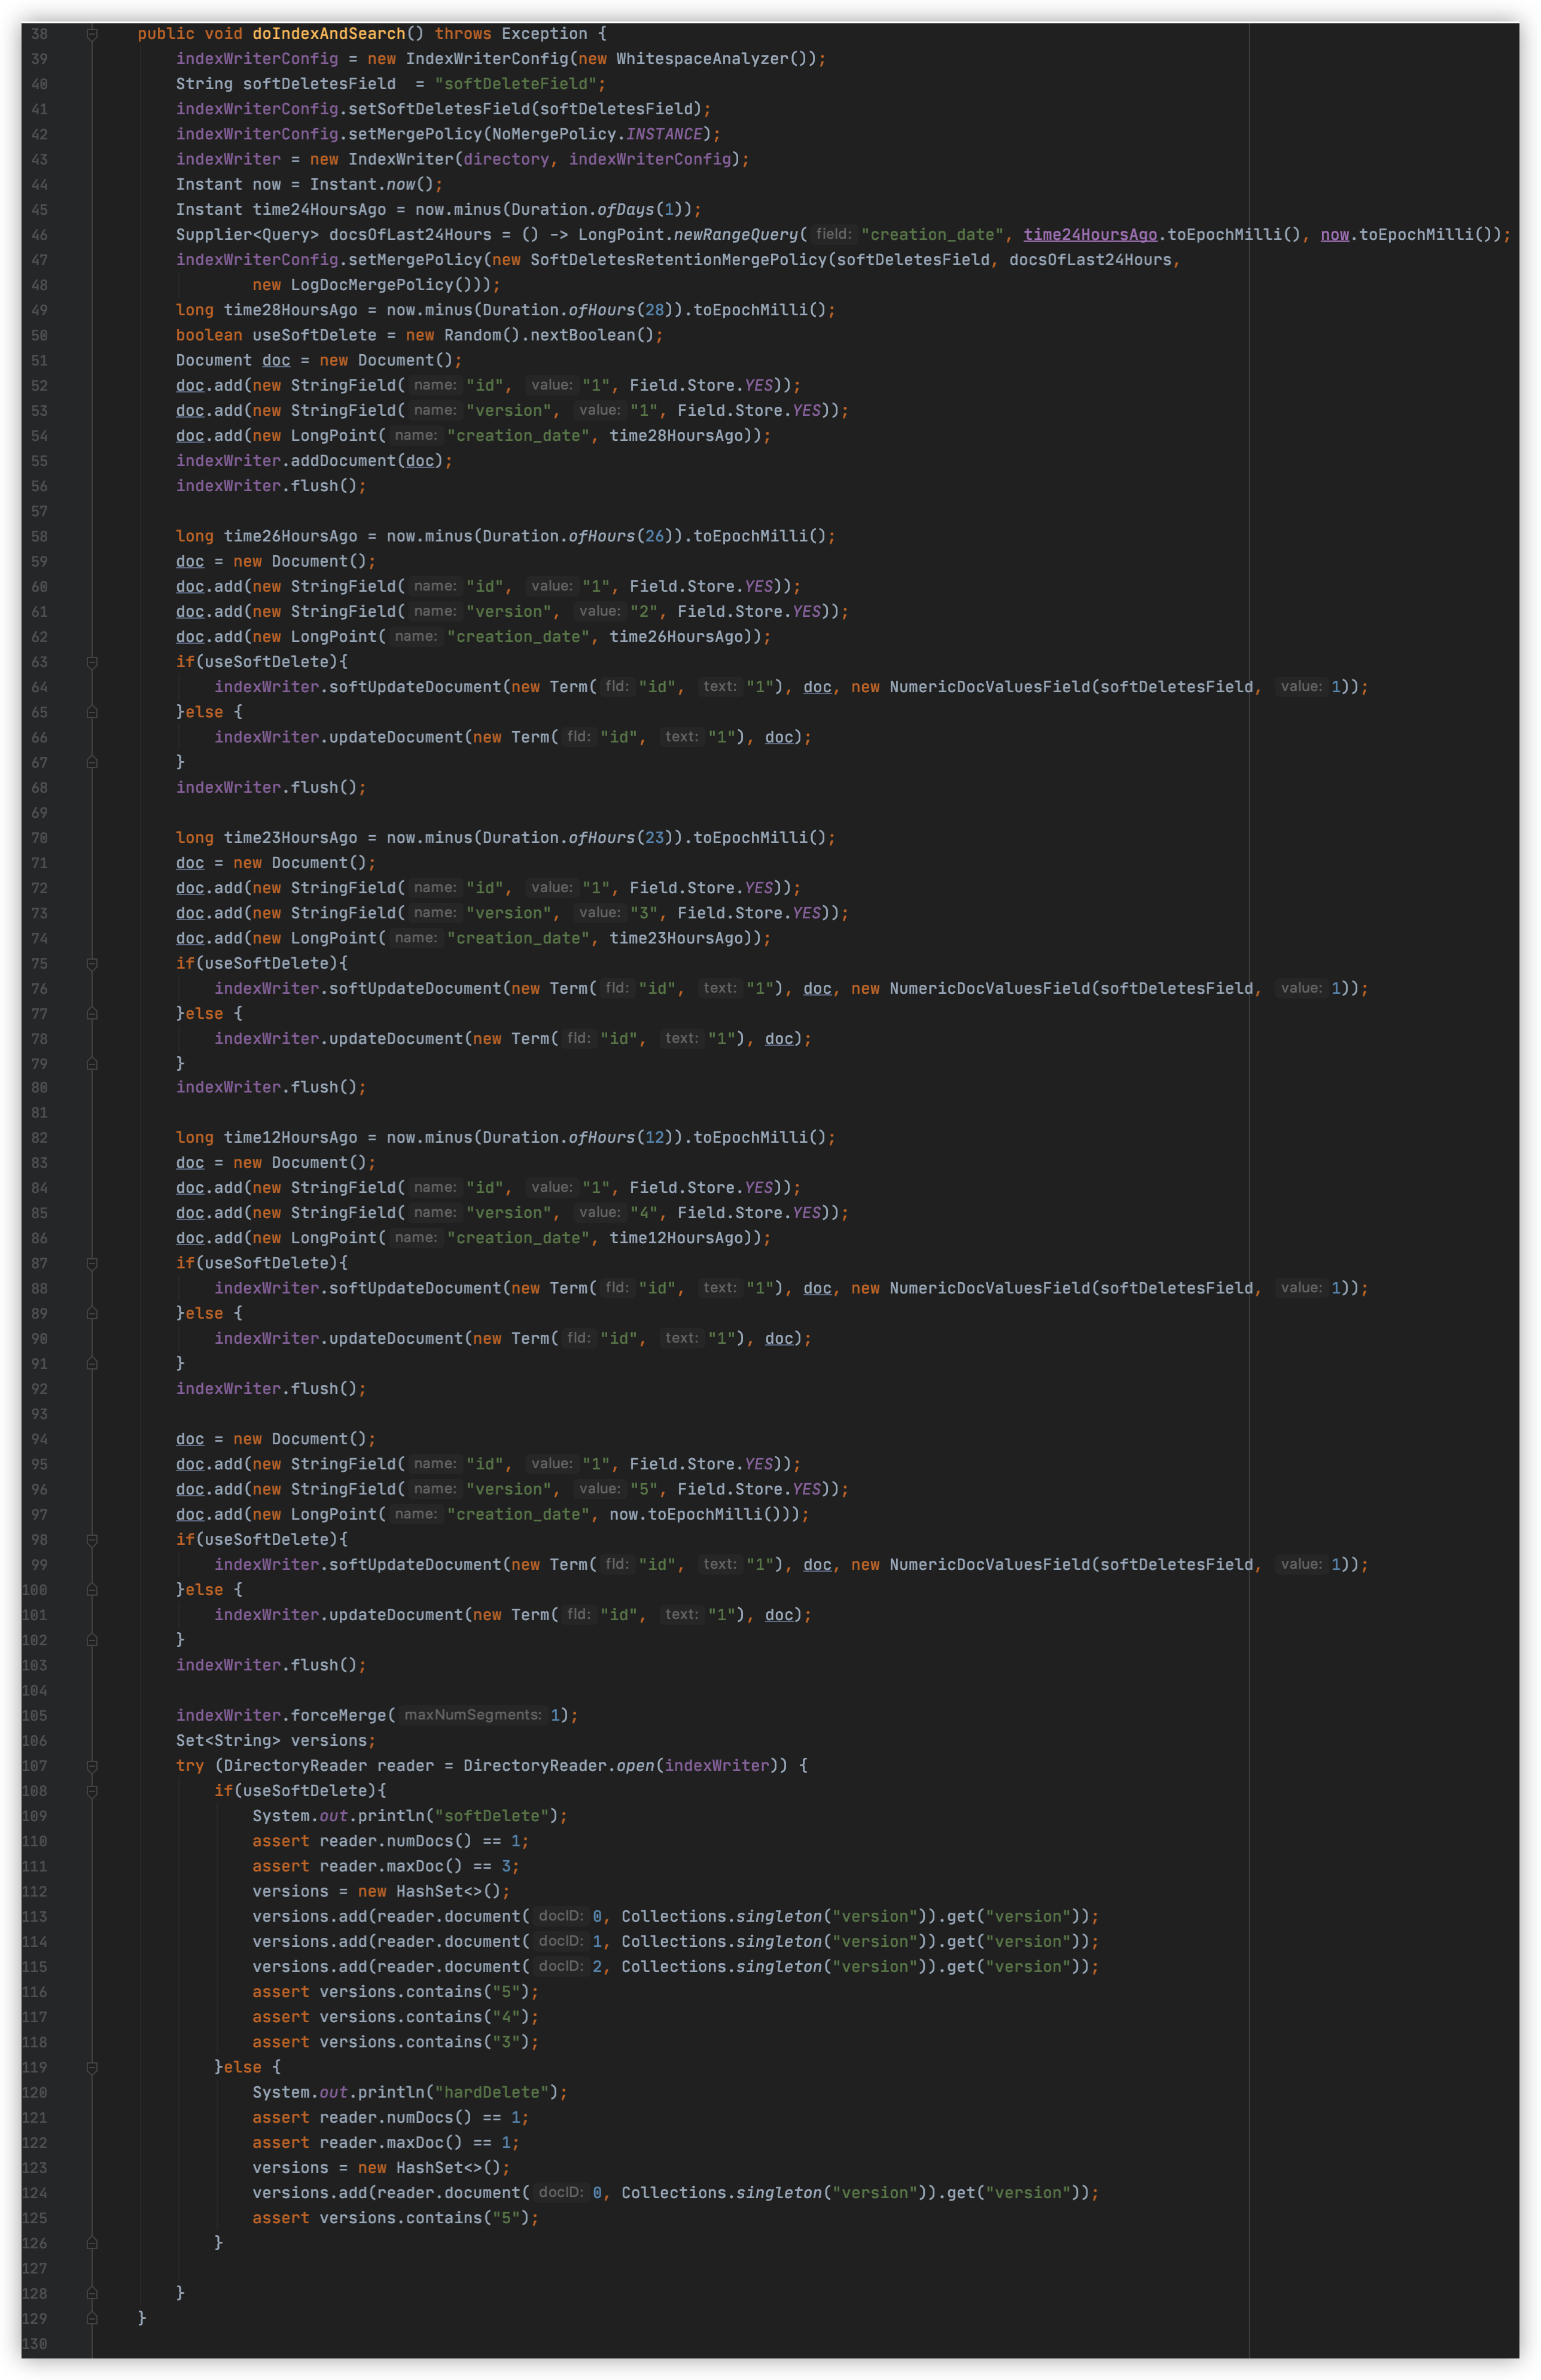 38 public void doIndexAndSearch() throws Exception {
39 indexWriterConfig = new IndexWriterConfig(new WhitespaceAnalyzer());
40 String softDeletesField  = "softDeleteField";
41 indexWriterConfig.setSoftDeletesField(softDeletesField);
42 indexWriterConfig.setMergePolicy(NoMergePolicy.INSTANCE);
43 indexWriter = new IndexWriter(directory, indexWriterConfig);
44 Instant now = Instant.now();
45 Instant time24HoursAgo = now.minus(Duration.ofDays(1));
46 Supplier<Query> docsOfLast24Hours = () -> LongPoint.newRangeQuery( field: "creation_date", time24HoursAgo.toEpochMilli(), now.toEpochMilli());
47 indexWriterConfig.setMergePolicy(new SoftDeletesRetentionMergePolicy(softDeletesField, docsOfLast24Hours,
48 new LogDocMergePolicy()));
49 long time28HoursAgo = now.minus(Duration.ofHours(28)).toEpochMilli();
50 boolean useSoftDelete = new Random().nextBoolean();
51 Document doc = new Document();
52 doc.add(new StringField( name: "id", value: "1", Field.Store.YES));
53 doc.add(new StringField( name: "version", value: "1", Field.Store.YES));
54 doc.add(new LongPoint( name: "creation_date", time28HoursAgo));
55 indexWriter.addDocument(doc);
56 indexWriter.flush();
57
58 long time26HoursAgo = now.minus(Duration.ofHours(26)).toEpochMilli();
59 doc = new Document();
60 doc.add(new StringField( name: "id", value: "1", Field.Store.YES));
61 doc.add(new StringField( name: "version", value: "2", Field.Store.YES));
62 doc.add(new LongPoint( name: "creation_date", time26HoursAgo));
63 if(useSoftDelete){
64 indexWriter.softUpdateDocument(new Term( fld: "id", text: "1"), doc, new NumericDocValuesField(softDeletesField, value: 1));
65 }else {
66 indexWriter.updateDocument(new Term( fld: "id", text: "1"), doc);
67 }
68 indexWriter.flush();
69
70 long time23HoursAgo = now.minus(Duration.ofHours(23)).toEpochMilli();
71 doc = new Document();
72 doc.add(new StringField( name: "id", value: "1", Field.Store.YES));
73 doc.add(new StringField( name: "version", value: "3", Field.Store.YES));
74 doc.add(new LongPoint( name: "creation_date", time23HoursAgo));
75 if(useSoftDelete){
76 indexWriter.softUpdateDocument(new Term( fld: "id", text: "1"), doc, new NumericDocValuesField(softDeletesField, value: 1));
77 }else {
78 indexWriter.updateDocument(new Term( fld: "id", text: "1"), doc);
79 }
80 indexWriter.flush();
81
82 long time12HoursAgo = now.minus(Duration.ofHours(12)).toEpochMilli();
83 doc = new Document();
84 doc.add(new StringField( name: "id", value: "1", Field.Store.YES));
85 doc.add(new StringField( name: "version", value: "4", Field.Store.YES));
86 doc.add(new LongPoint( name: "creation_date", time12HoursAgo));
87 if(useSoftDelete){
88 indexWriter.softUpdateDocument(new Term( fld: "id", text: "1"), doc, new NumericDocValuesField(softDeletesField, value: 1));
89 }else {
90 indexWriter.updateDocument(new Term( fld: "id", text: "1"), doc);
91 }
92 indexWriter.flush();
93
94 doc = new Document();
95 doc.add(new StringField( name: "id", value: "1", Field.Store.YES));
96 doc.add(new StringField( name: "version", value: "5", Field.Store.YES));
97 doc.add(new LongPoint( name: "creation_date", now.toEpochMilli()));
98 if(useSoftDelete){
99 indexWriter.softUpdateDocument(new Term( fld: "id", text: "1"), doc, new NumericDocValuesField(softDeletesField, value: 1));
100 }else {
101 indexWriter.updateDocument(new Term( fld: "id", text: "1"), doc);
102 }
103 indexWriter.flush();
104
105 indexWriter.forceMerge( maxNumSegments: 1);
106 Set<String> versions;
107 try (DirectoryReader reader = DirectoryReader.open(indexWriter)) {
108 if(useSoftDelete){
109 System.out.println("softDelete");
110 assert reader.numDocs() == 1;
111 assert reader.maxDoc() == 3;
112 versions = new HashSet<>();
113 versions.add(reader.document( docID: 0, Collections.singleton("version")).get("version"));
114 versions.add(reader.document( docID: 1, Collections.singleton("version")).get("version"));
115 versions.add(reader.document( docID: 2, Collections.singleton("version")).get("version"));
116 assert versions.contains("5");
117 assert versions.contains("4");
118 assert versions.contains("3");
119 }else {
120 System.out.println("hardDelete");
121 assert reader.numDocs() == 1;
122 assert reader.maxDoc() == 1;
123 versions = new HashSet<>();
124 versions.add(reader.document( docID: 0, Collections.singleton("version")).get("version"));
125 assert versions.contains("5");
126 }
127
128 }
129 }
130